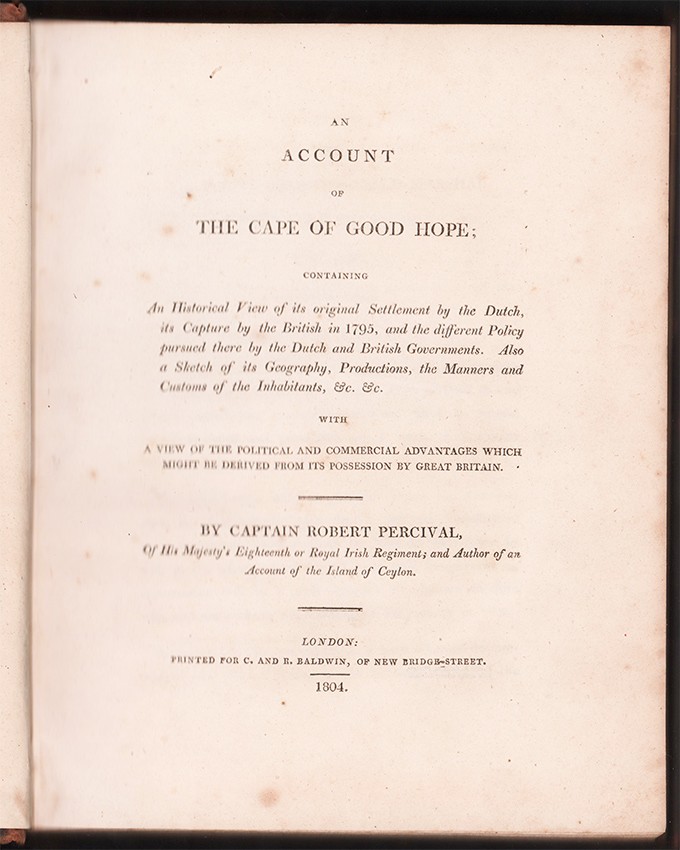 AN
ACCOUNT
OF
THE CAPE OF GOOD HOPE;
CONTAINING
An Historical View of its original Settlement by the Dutch,
its Capture by the British in 1795, and the different Policy
pursued there by the Dutch and British Governments. Also
a Sketch of its Geography, Productions, the Manners and
Customs of the Inhabitants, &c. &c.
WITH
A VIEW OF THE POLITICAL AND COMMERCIAL ADVANTAGES WHICH
MIGHT BE DERIVED FROM ITS POSSESSION BY GREAT BRITAIN.
BY CAPTAIN ROBERT PERCIVAL,
Of His Majesty's Eighteenth or Royal Irish Regiment; and Author of an
Account of the Island of Ceylon.
LONDON:
PRINTED FOR C. AND R. BALDWIN, OF NEW BRIDGE-STREET.
1804.